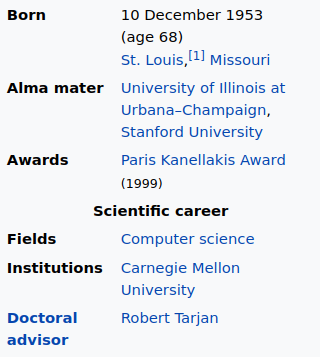 Born 10 December 1953
(age 68)
St. Louis,[1] Missouri
Alma mater University of Illinois at
Urbana–Champaign,
Stanford University
Awards Paris Kanellakis Award
(1999)
Scientific career
Fields Computer science
Institutions Carnegie Mellon
University
Doctoral Robert Tarjan
advisor